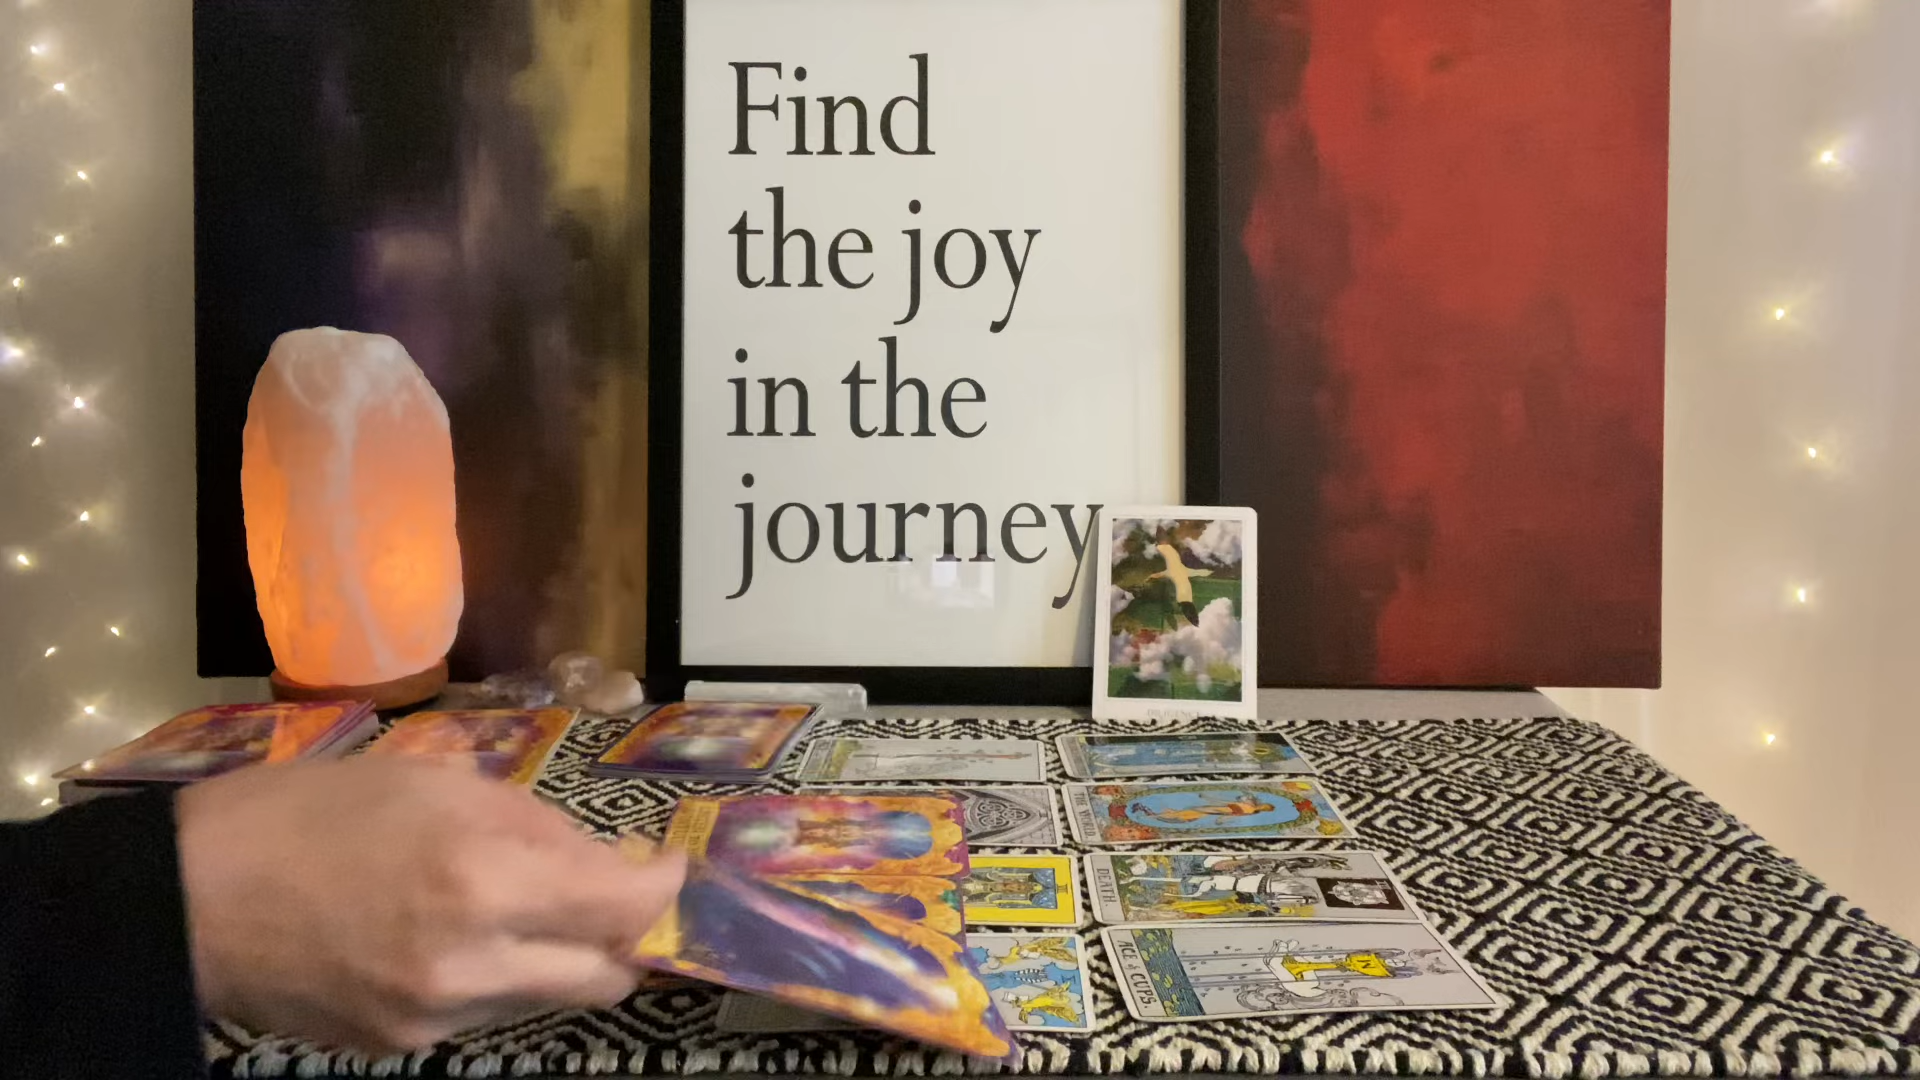 Find
the joy
in the
journey
THE WORLD.
DEATH.
ACE of CUPS.